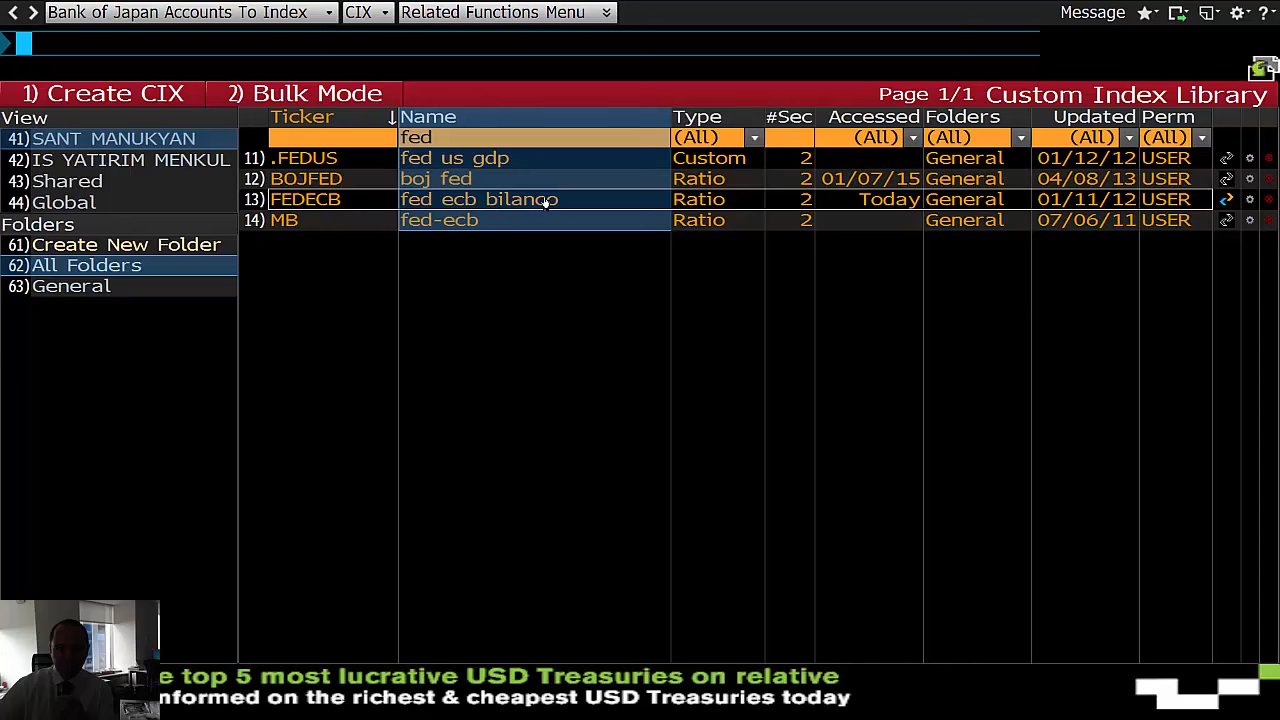 Bank of Japan Accounts To Index CIX Related Functions Menu Message
1) Create CIX 2) Bulk Mode Page 1/1 Custom Index Library
View Ticker Name Type #Sec Accessed Folders Updated Perm
41) SANT MANUKYAN fed (All) (All) (All) (All) (All)
42) IS YATIRIM MENKUL 11) .FEDUS fed us gdp Custom 2 General 01/12/12 USER
43) Shared 12) BOJFED boj fed Ratio 2 01/07/15 General 04/08/13 USER
44) Global 13) FEDECB fed ecb bilanco Ratio 2 Today General 01/11/12 USER
Folders 14) MB fed-ecb Ratio 2 General 07/06/11 USER
61) Create New Folder
62) All Folders
63) General
e top 5 most lucrative USD Treasuries on relative
informed on the richest & cheapest USD Treasuries today